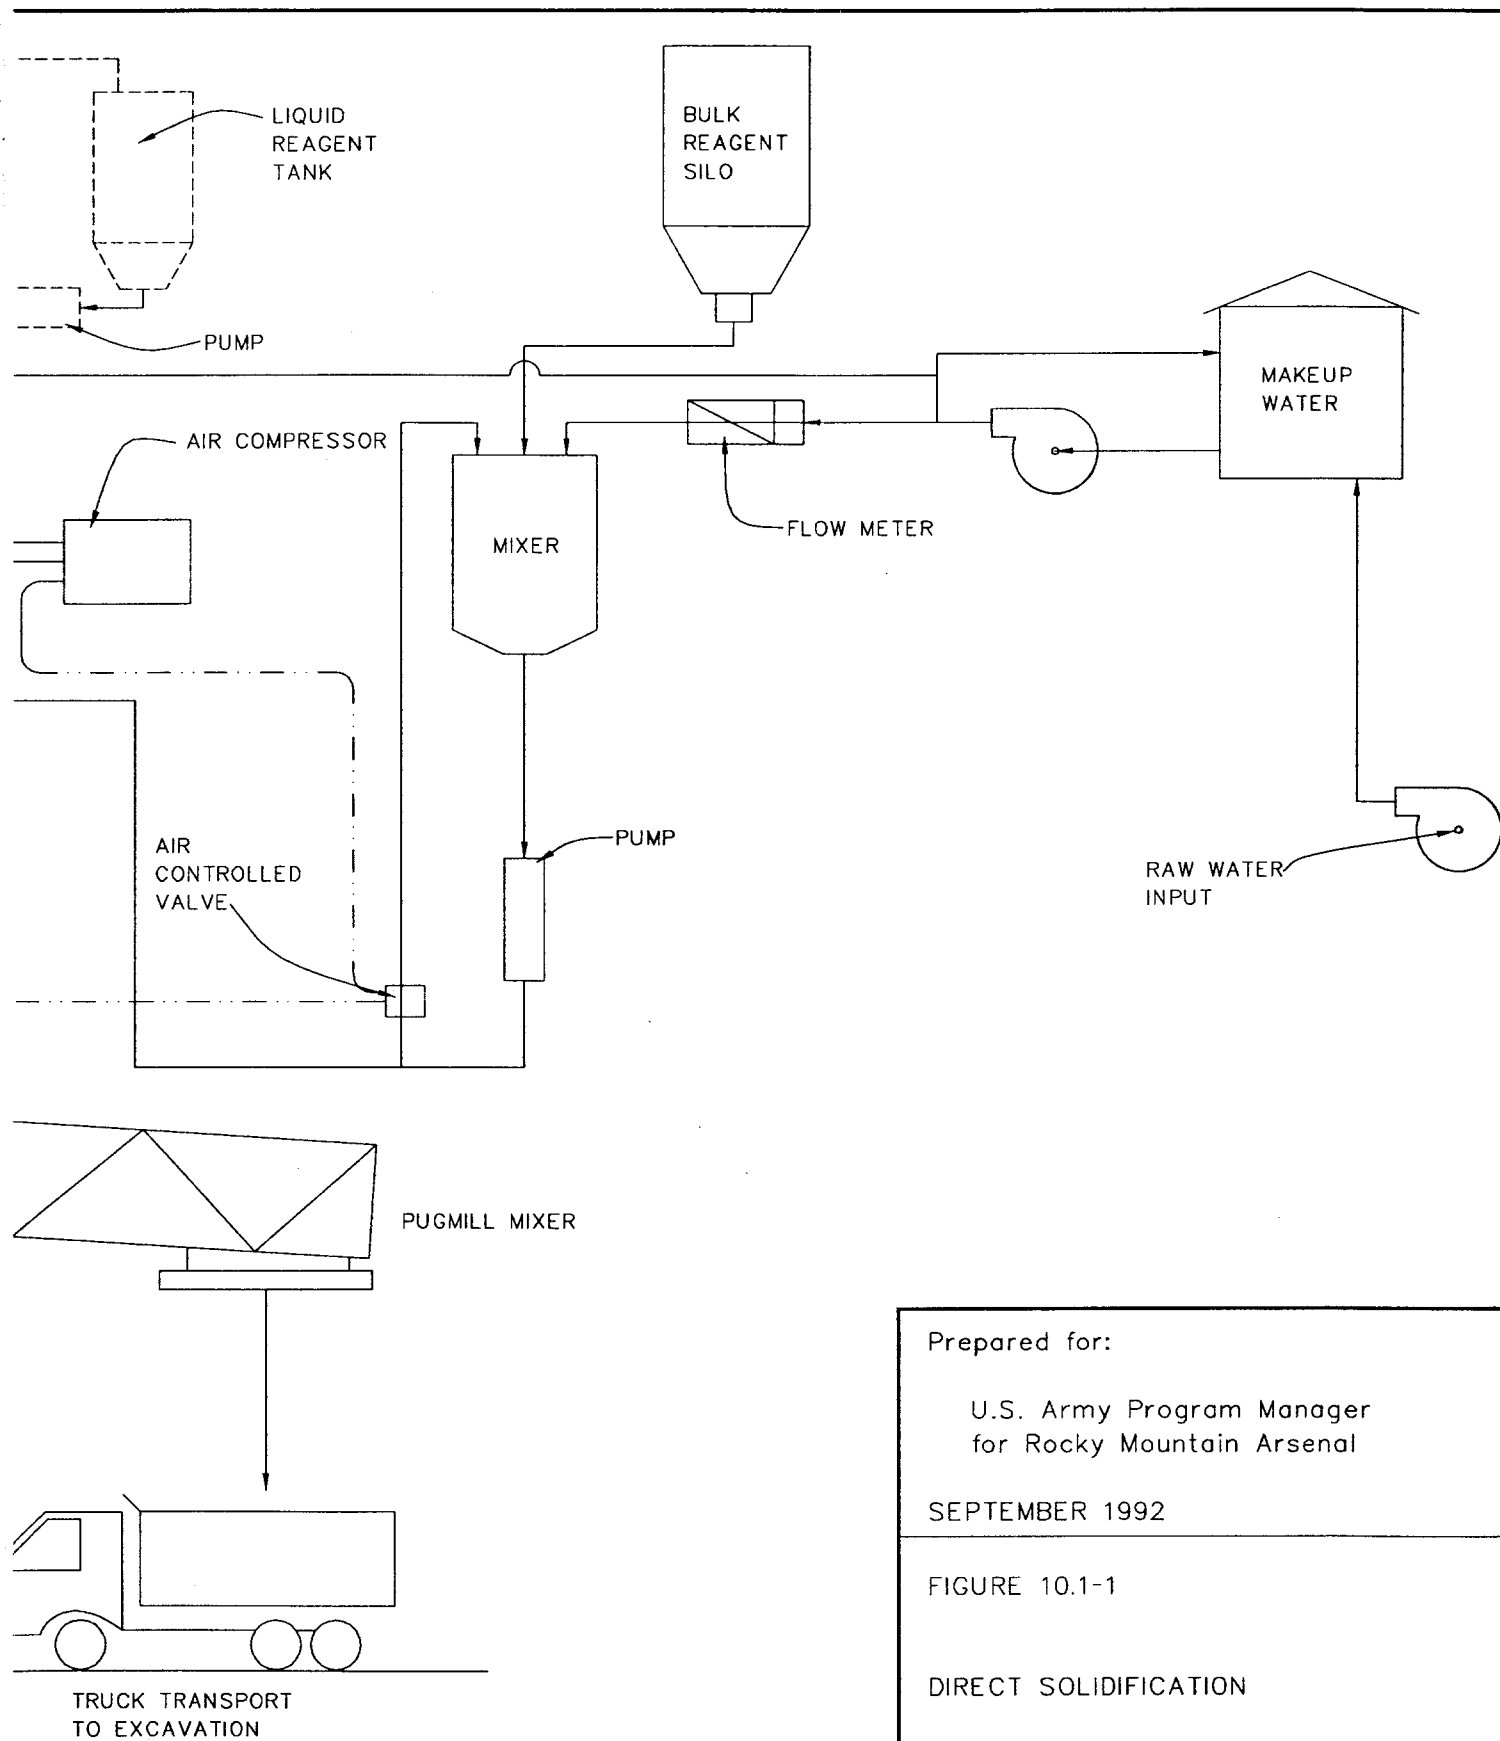 LIQUID
REAGENT
TANK
BULK
REAGENT
SILO
PUMP
MAKEUP
WATER
AIR COMPRESSOR
FLOW METER
MIXER
PUMP
AIR
CONTROLLED
VALVE
RAW WATER
INPUT
PUGMILL MIXER
Prepared for:
U.S. Army Program Manager
for Rocky Mountain Arsenal
SEPTEMBER 1992
FIGURE 10.1-1
DIRECT SOLIDIFICATION
TRUCK TRANSPORT
TO EXCAVATION